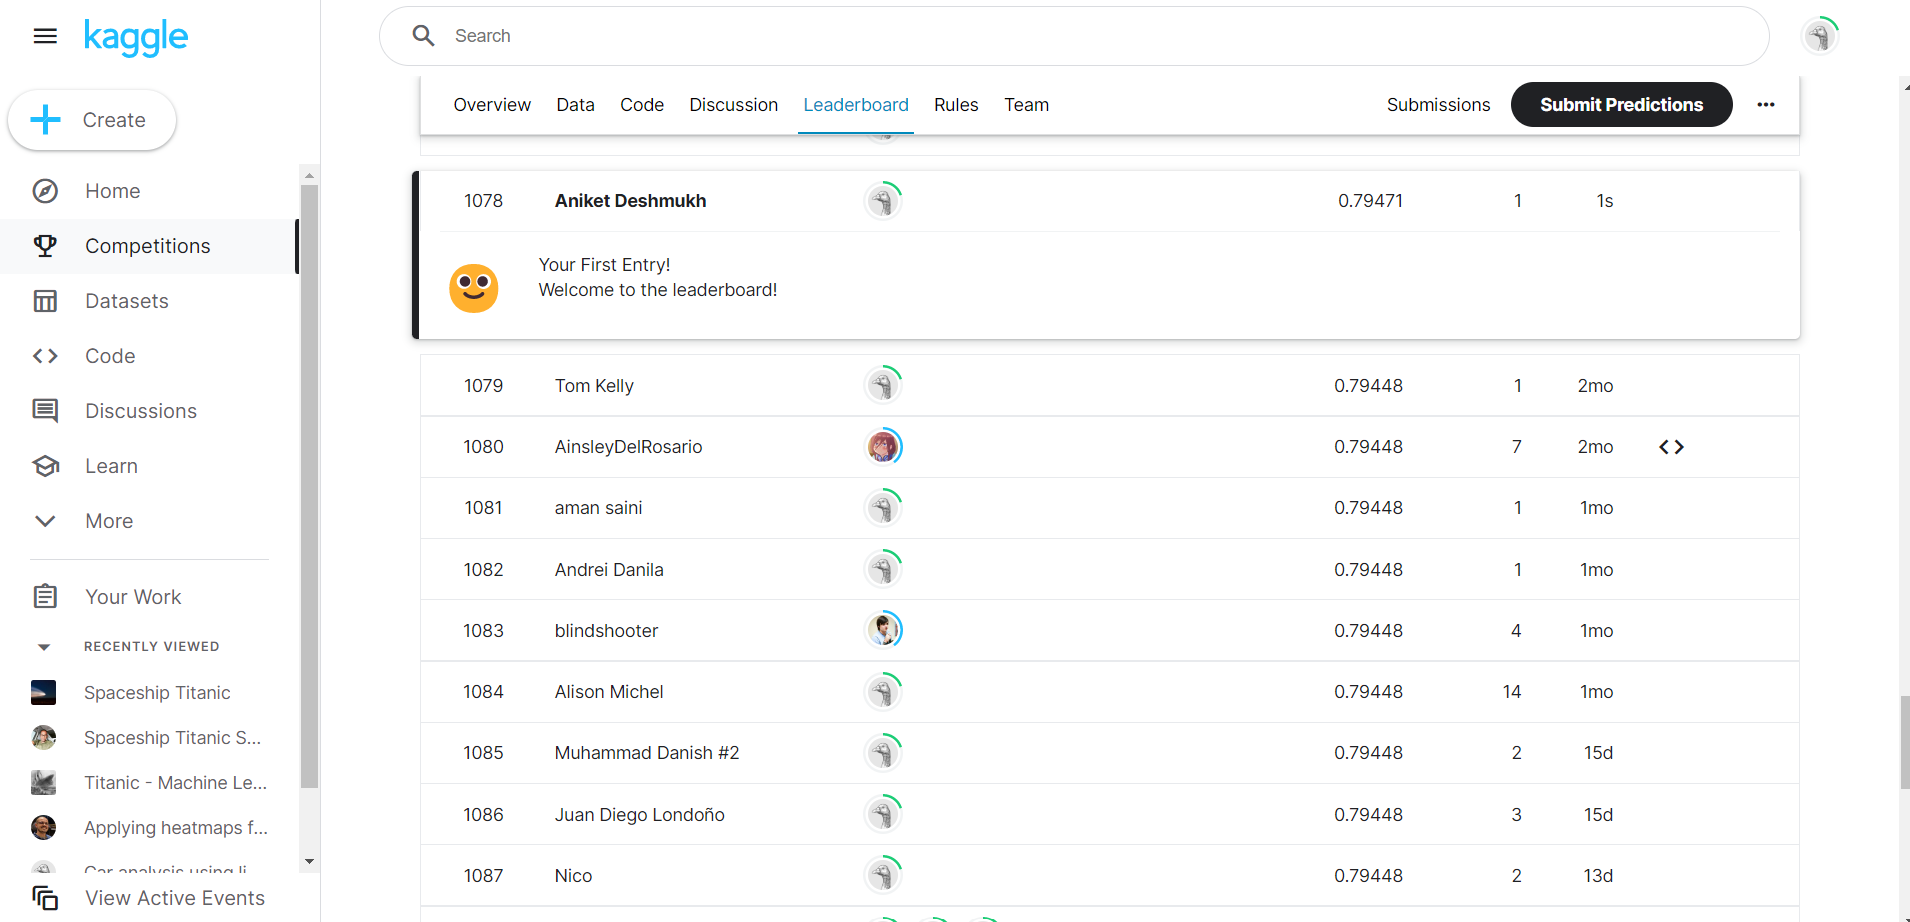 kaggle
Search
Create
Home
Competitions
Datasets
Code
Discussions
Learn
More
Your Work
RECENTLY VIEWED
Spaceship Titanic
Spaceship Titanic S...
Titanic - Machine Le...
Applying heatmaps f...
Car analysis using li
View Active Events
Overview Data Code Discussion Leaderboard Rules Team Submissions Submit Predictions
1078 Aniket Deshmukh 0.79471 1 1s
Your First Entry!
Welcome to the leaderboard!
1079 Tom Kelly 0.79448 1 2mo
1080 AinsleyDelRosario 0.79448 7 2mo
1081 aman saini 0.79448 1 1mo
1082 Andrei Danila 0.79448 1 1mo
1083 blindshooter 0.79448 4 1mo
1084 Alison Michel 0.79448 14 1mo
1085 Muhammad Danish #2 0.79448 2 15d
1086 Juan Diego Londoño 0.79448 3 15d
1087 Nico 0.79448 2 13d